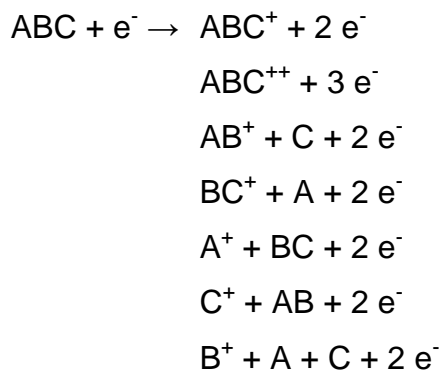 ABC + e⁻ → ABC⁺ + 2 e⁻
ABC⁺⁺ + 3 e⁻
AB⁺ + C + 2 e⁻
BC⁺ + A + 2 e⁻
A⁺ + BC + 2 e⁻
C⁺ + AB + 2 e⁻
B⁺ + A + C + 2 e⁻